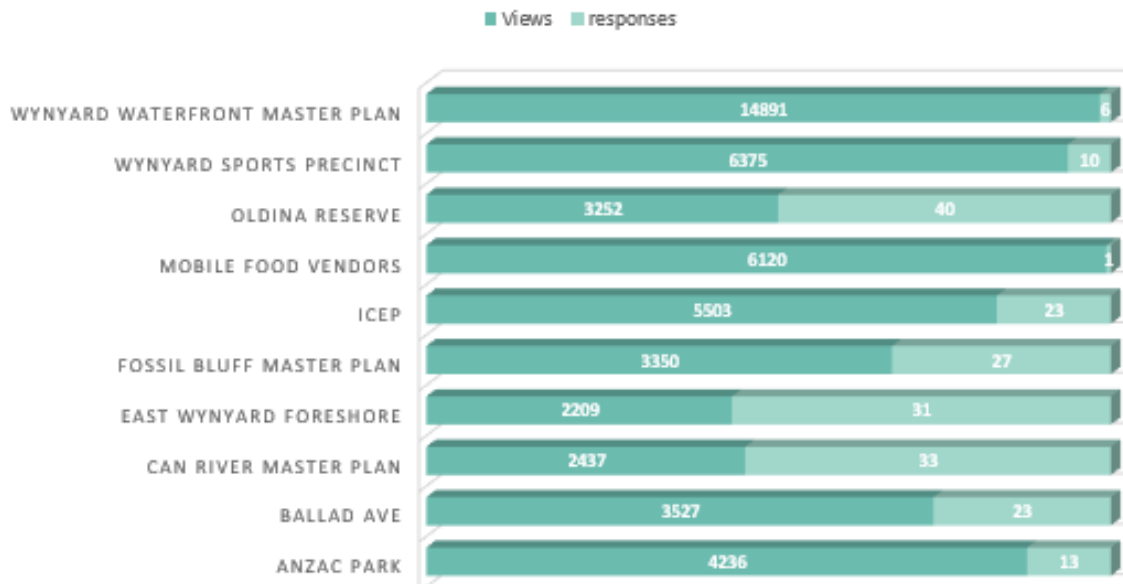 Views responses
WYNYARD WATERFRONT MASTER PLAN 14891 6
WYNYARD SPORTS PRECINCT 6375 10
OLDINA RESERVE 3252 40
MOBILE FOOD VENDORS 6120 1
ICEP 5503 23
FOSSIL BLUFF MASTER PLAN 3350 27
EAST WYNYARD FORESHORE 2209 31
CAN RIVER MASTER PLAN 2437 33
BALLAD AVE 3527 23
ANZAC PARK 4236 13